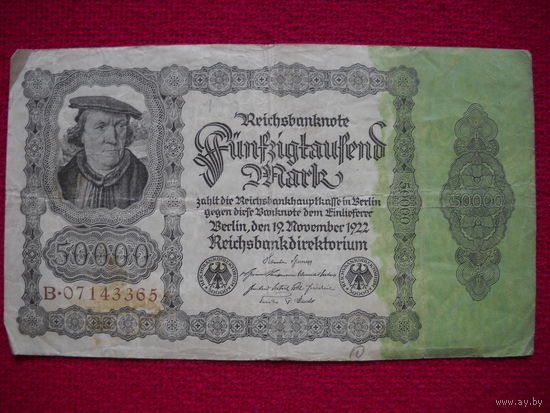 Reichsbanknote
Fünfzigtausend
Mark
zahlt die Reichsbankhauptkasse in Berlin
gegen diese Banknote dem Einlieferer
Berlin, den 19. November 1922
Reichsbankdirektorium
50000
B·07143365
50000
50000
www.ay.by